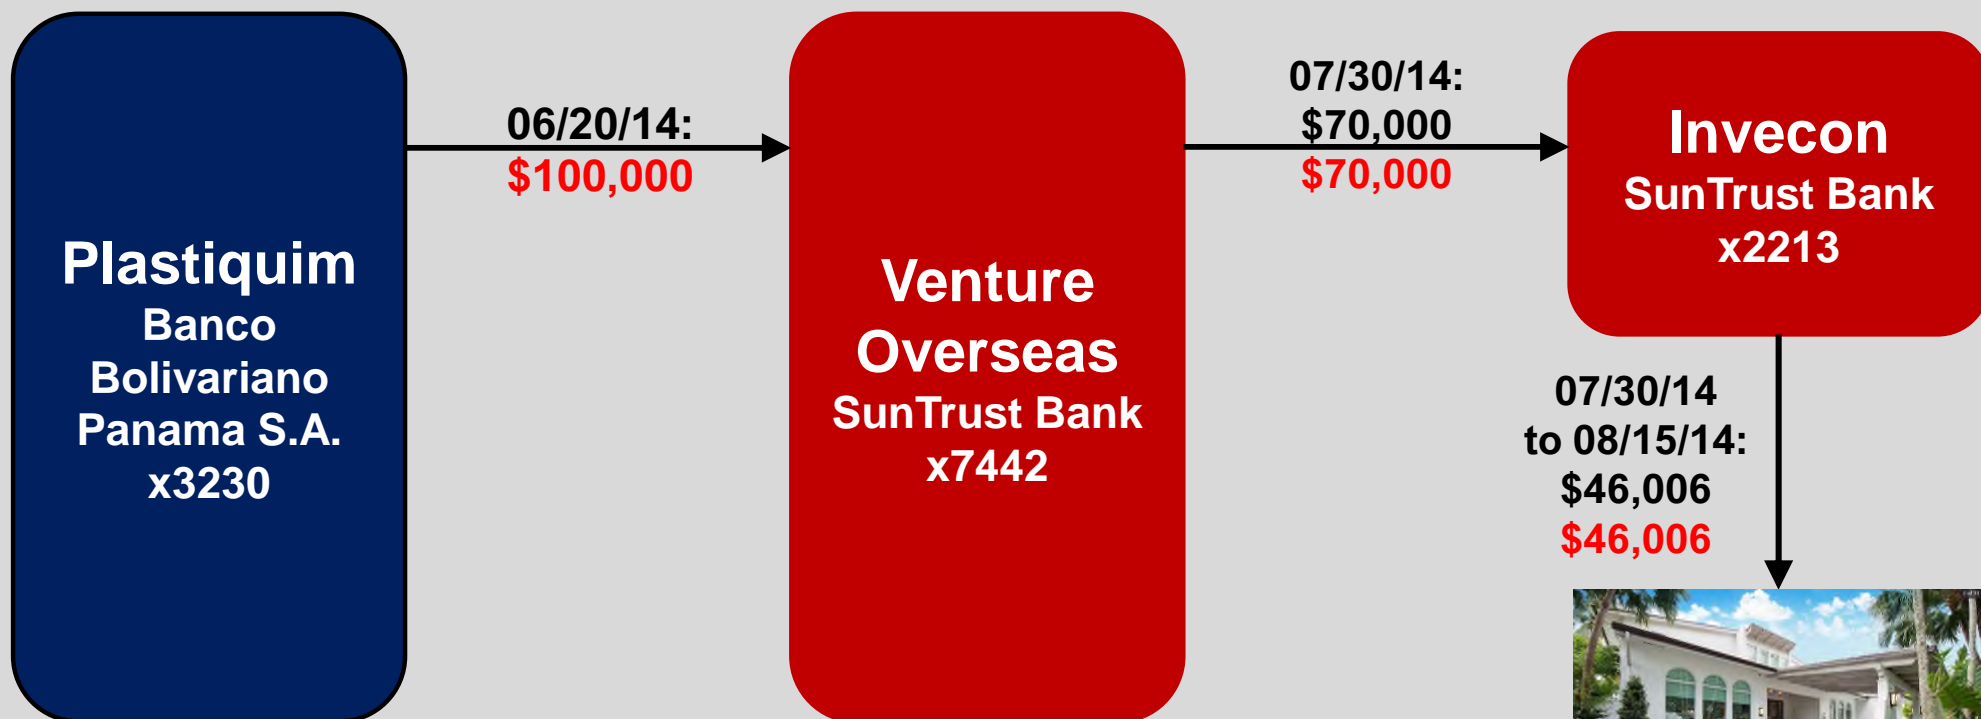 Plastiquim
Banco
Bolivariano
Panama S.A.
x3230
06/20/14:
$100,000
Venture
Overseas
SunTrust Bank
x7442
07/30/14:
$70,000
$70,000
Invecon
SunTrust Bank
x2213
07/30/14
to 08/15/14:
$46,006
$46,006